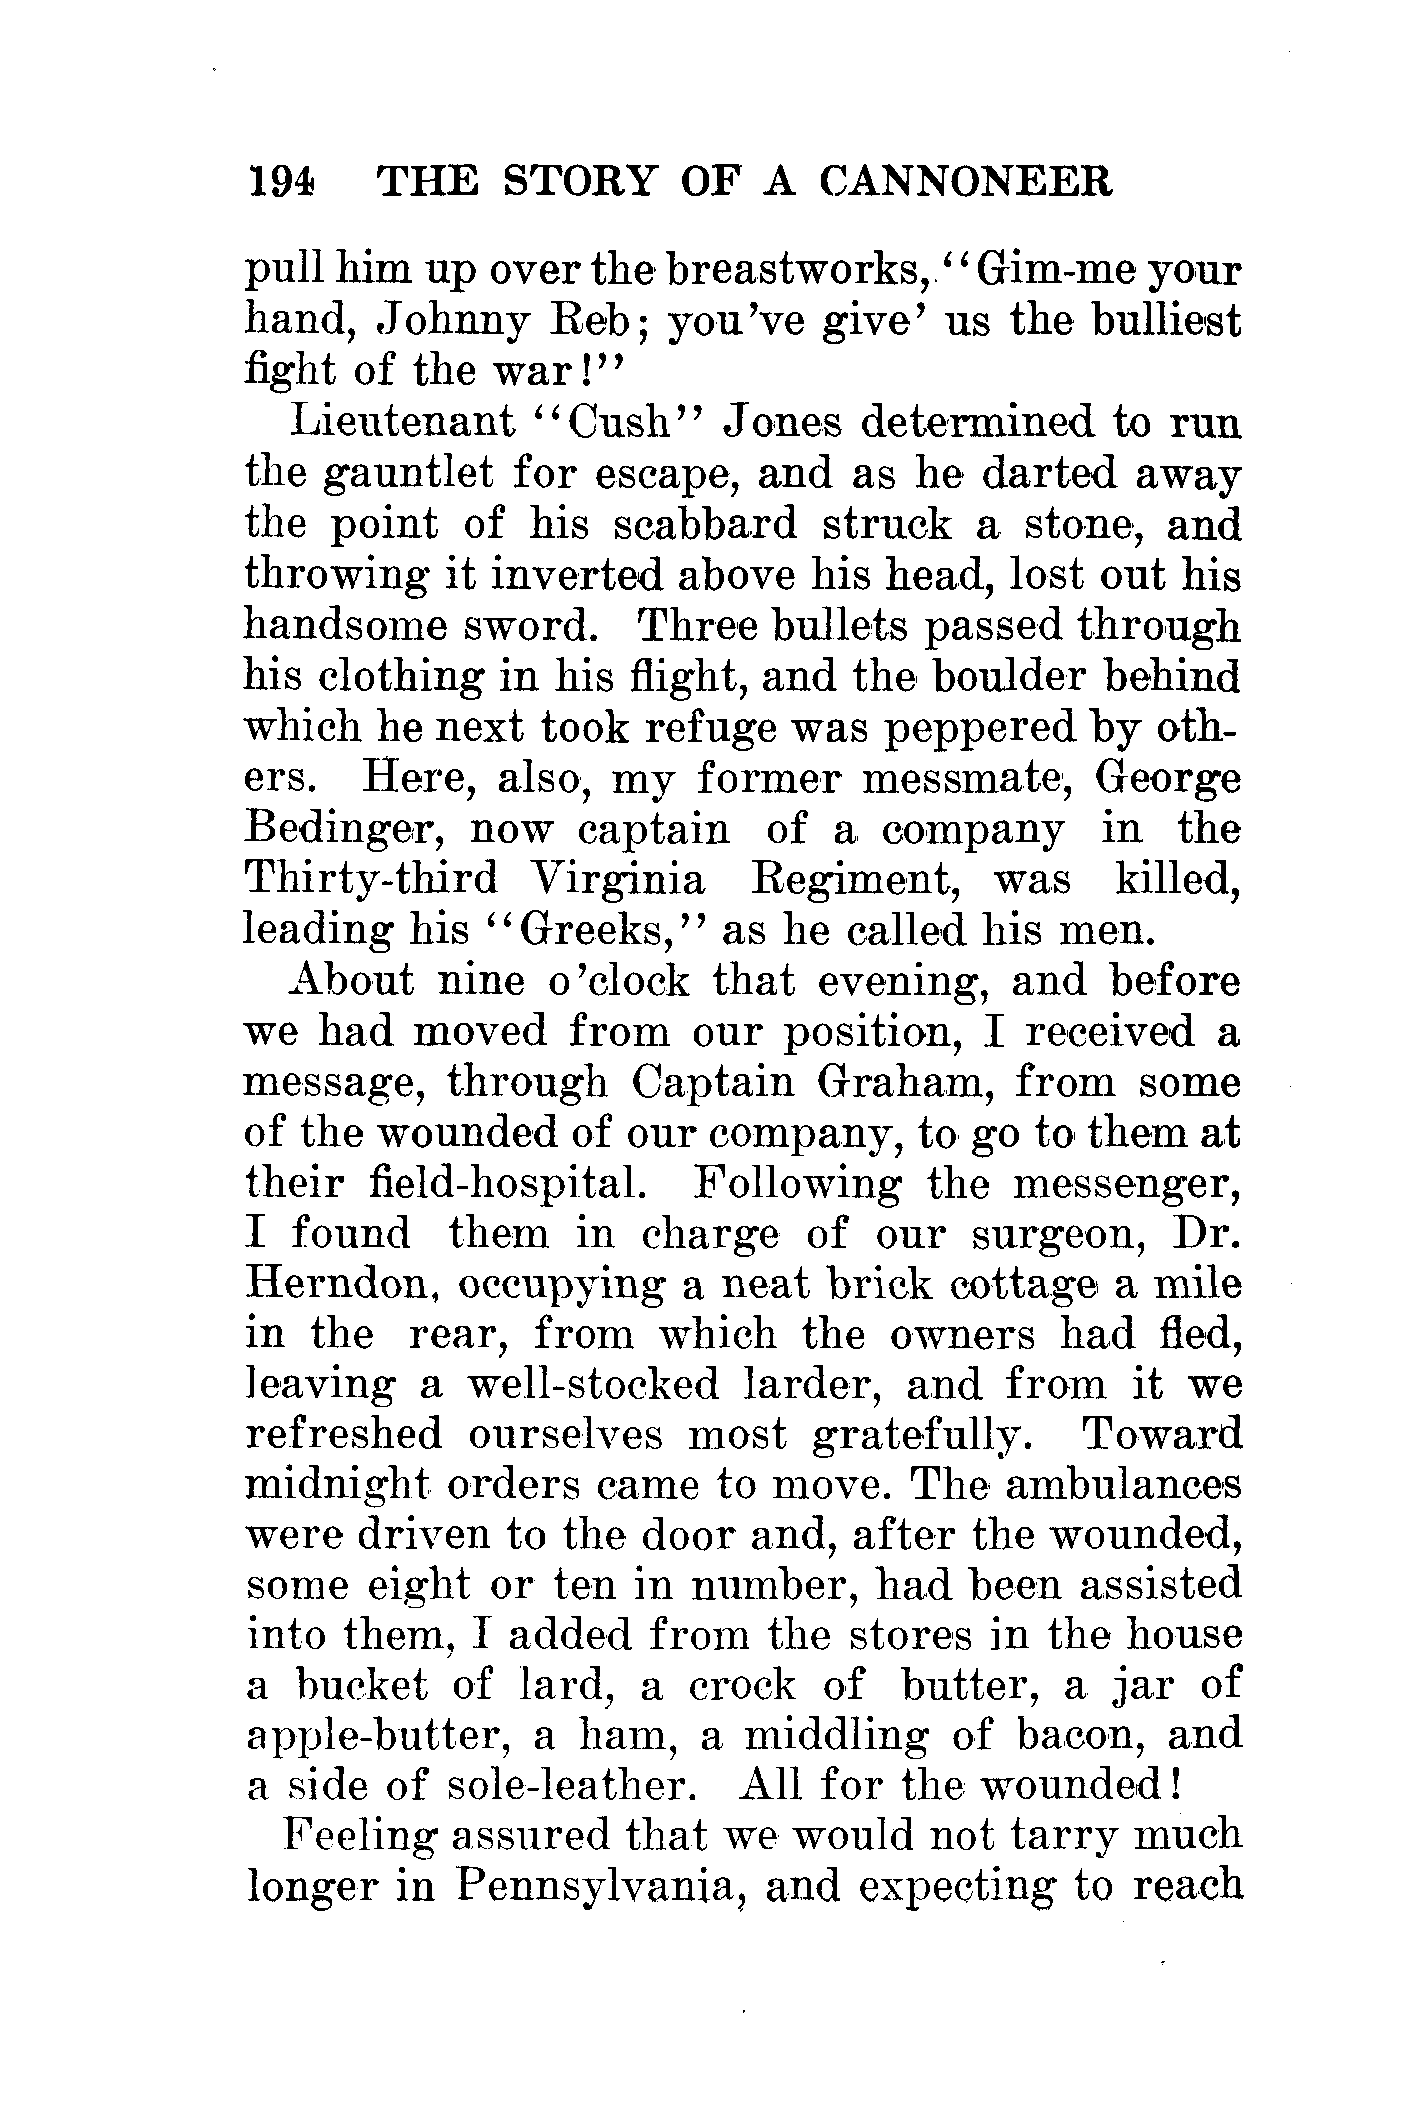 194 THE STORY OF A CANNONEER
pull him up over the breastworks, "Gim-me your
hand, Johnny Reb; you've give' us the bulliest
fight of the war!"
Lieutenant "Cush" Jones determined to run
the gauntlet for escape, and as he darted away
the point of his scabbard struck a stone, and
throwing it inverted above his head, lost out his
handsome sword. Three bullets passed through
his clothing in his flight, and the boulder behind
which he next took refuge was peppered by oth-
ers. Here, also, my former messmate, George
Bedinger, now captain of a company in the
Thirty-third Virginia Regiment, was killed,
leading his "Greeks," as he called his men.
About nine o'clock that evening, and before
we had moved from our position, I received a
message, through Captain Graham, from some
of the wounded of our company, to go to them at
their field-hospital. Following the messenger,
I found them in charge of our surgeon, Dr.
Herndon, occupying a neat brick cottage a mile
in the rear, from which the owners had fled,
leaving a well-stocked larder, and from it we
refreshed ourselves most gratefully. Toward
midnight orders came to move. The ambulances
were driven to the door and, after the wounded,
some eight or ten in number, had been assisted
into them, I added from the stores in the house
a bucket of lard, a crock of butter, a jar of
apple-butter, a ham, a middling of bacon, and
a side of sole-leather. All for the wounded!
Feeling assured that we would not tarry much
longer in Pennsylvania, and expecting to reach